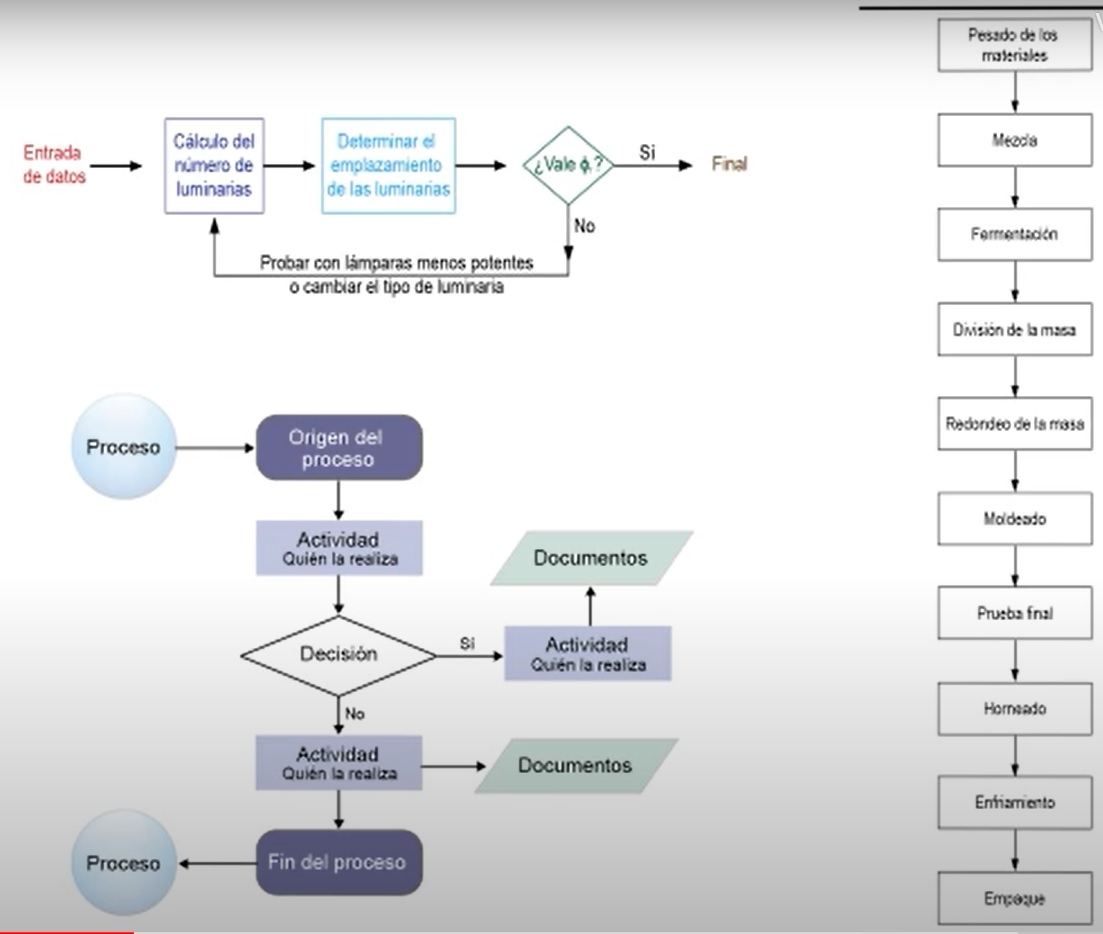 Entrada
de datos
Cálculo del
número de
luminarias
Determinar el
emplazamiento
de las luminarias
¿Vale ϕ,?
Si
Final
No
Probar con lámparas menos potentes
o cambiar el tipo de luminaria
Proceso
Origen del
proceso
Actividad
Quién la realiza
Decisión
Si
Actividad
Quién la realiza
Documentos
No
Actividad
Quién la realiza
Documentos
Fin del proceso
Proceso
Pesado de los
materiales
Mezcla
Fermentación
División de la masa
Redondeo de la masa
Moldeado
Prueba final
Horneado
Enfriamiento
Empaque